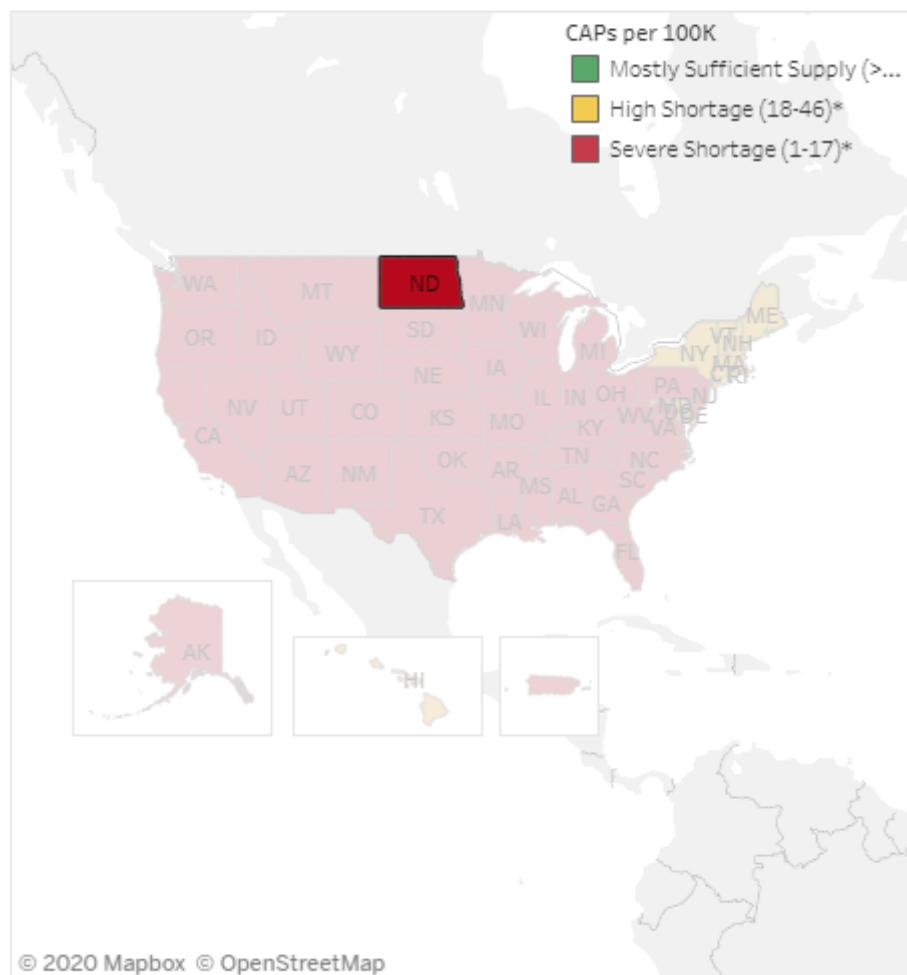 CAPs per 100K
Mostly Sufficient Supply (>...
High Shortage (18-46)*
Severe Shortage (1-17)*
WA
MT
ND
MN
ME
OR
ID
SD
WI
VT
NH
WY
MI
NY
MA
IA
RI
NE
PA
NV
UT
CO
IL
IN
OH
NJ
KS
MO
WV
DE
CA
KY
VA
AZ
NM
OK
AR
TN
NC
MS
AL
GA
SC
TX
LA
FL
AK
HI
© 2020 Mapbox © OpenStreetMap